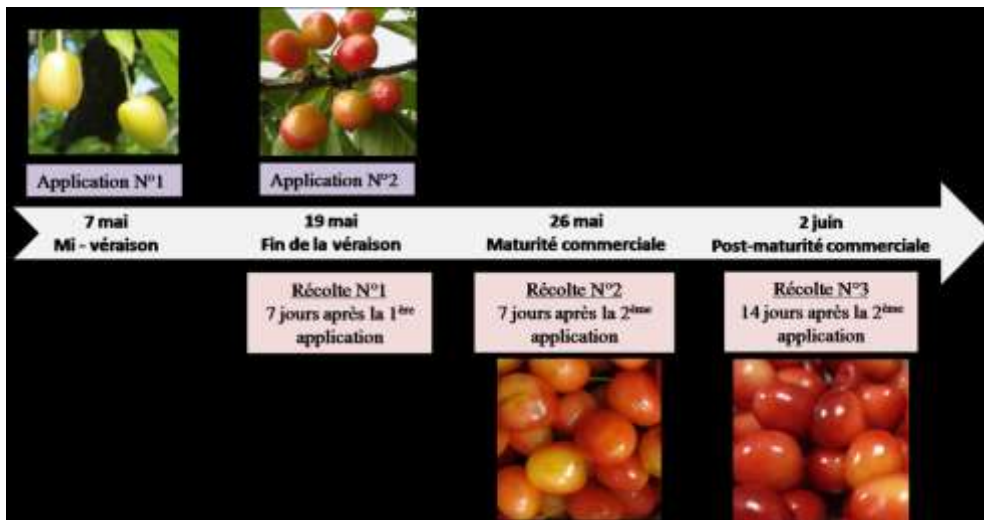 Application N°1
Application N°2
7 mai
Mi - véraison
19 mai
Fin de la véraison
26 mai
Maturité commerciale
2 juin
Post-maturité commerciale
Récolte N°1
7 jours après la 1ère
application
Récolte N°2
7 jours après la 2ème
application
Récolte N°3
14 jours après la 2ème
application